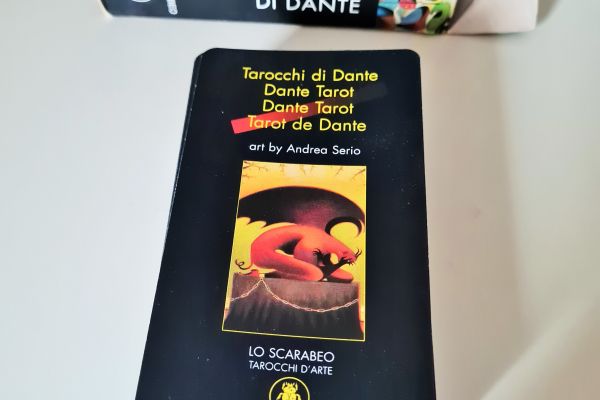 DI DANTE
Tarocchi di Dante
Dante Tarot
Dante Tarot
Tarot de Dante
art by Andrea Serio
LO SCARABEO
TAROCCHI D'ARTE